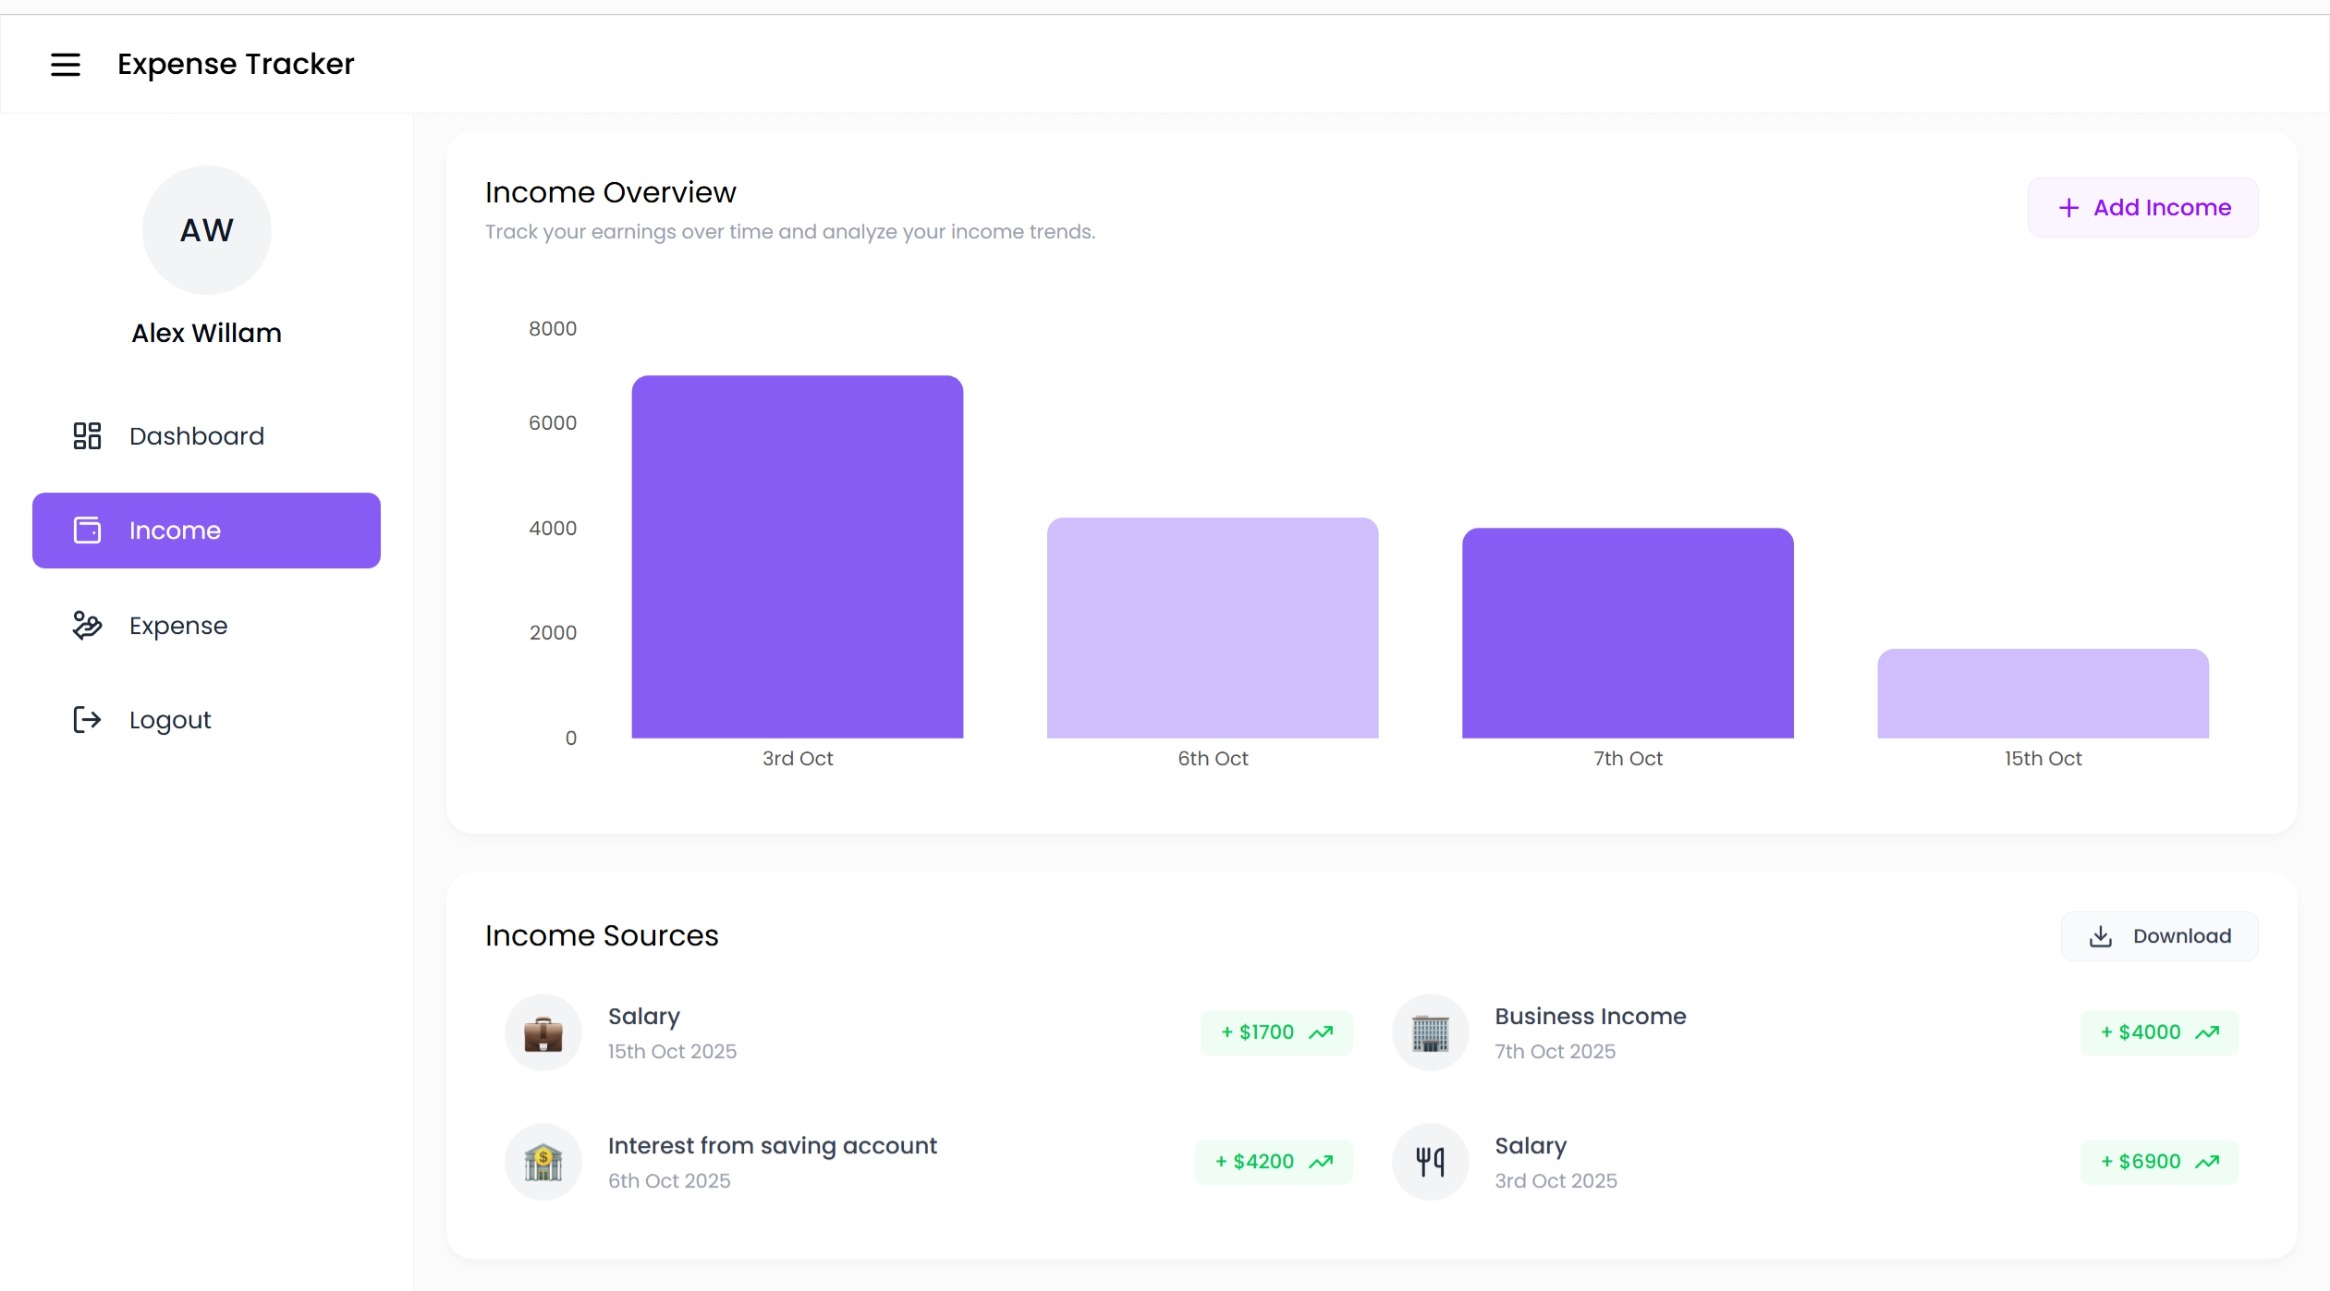 Expense Tracker
AW
Alex Willam
Dashboard
Income
Expense
Logout
Income Overview
Track your earnings over time and analyze your income trends.
+ Add Income
8000
6000
4000
2000
0
3rd Oct
6th Oct
7th Oct
15th Oct
Income Sources
Download
Salary
15th Oct 2025
+ $1700
Business Income
7th Oct 2025
+ $4000
Interest from saving account
6th Oct 2025
+ $4200
Salary
3rd Oct 2025
+ $6900